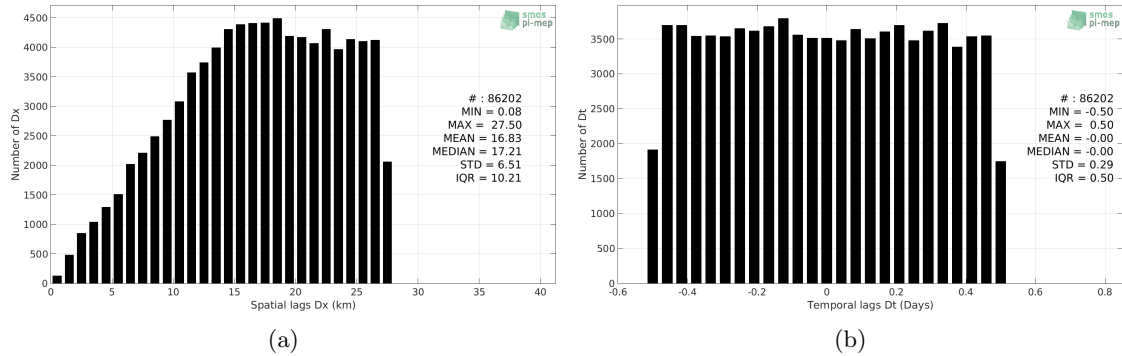 4500
4000
3500
3000
2500
2000
1500
1000
500
0
Number of Dx
smos
pi-mep
# : 86202
MIN = 0.08
MAX = 27.50
MEAN = 16.83
MEDIAN = 17.21
STD = 6.51
IQR = 10.21
0 5 10 15 20 25 30 35 40
Spatial lags Dx (km)
(a)
3500
3000
2500
2000
1500
1000
500
0
Number of Dt
smos
pi-mep
# : 86202
MIN = -0.50
MAX = 0.50
MEAN = -0.00
MEDIAN = -0.00
STD = 0.29
IQR = 0.50
-0.6 -0.4 -0.2 0 0.2 0.4 0.6 0.8
Temporal lags Dt (Days)
(b)